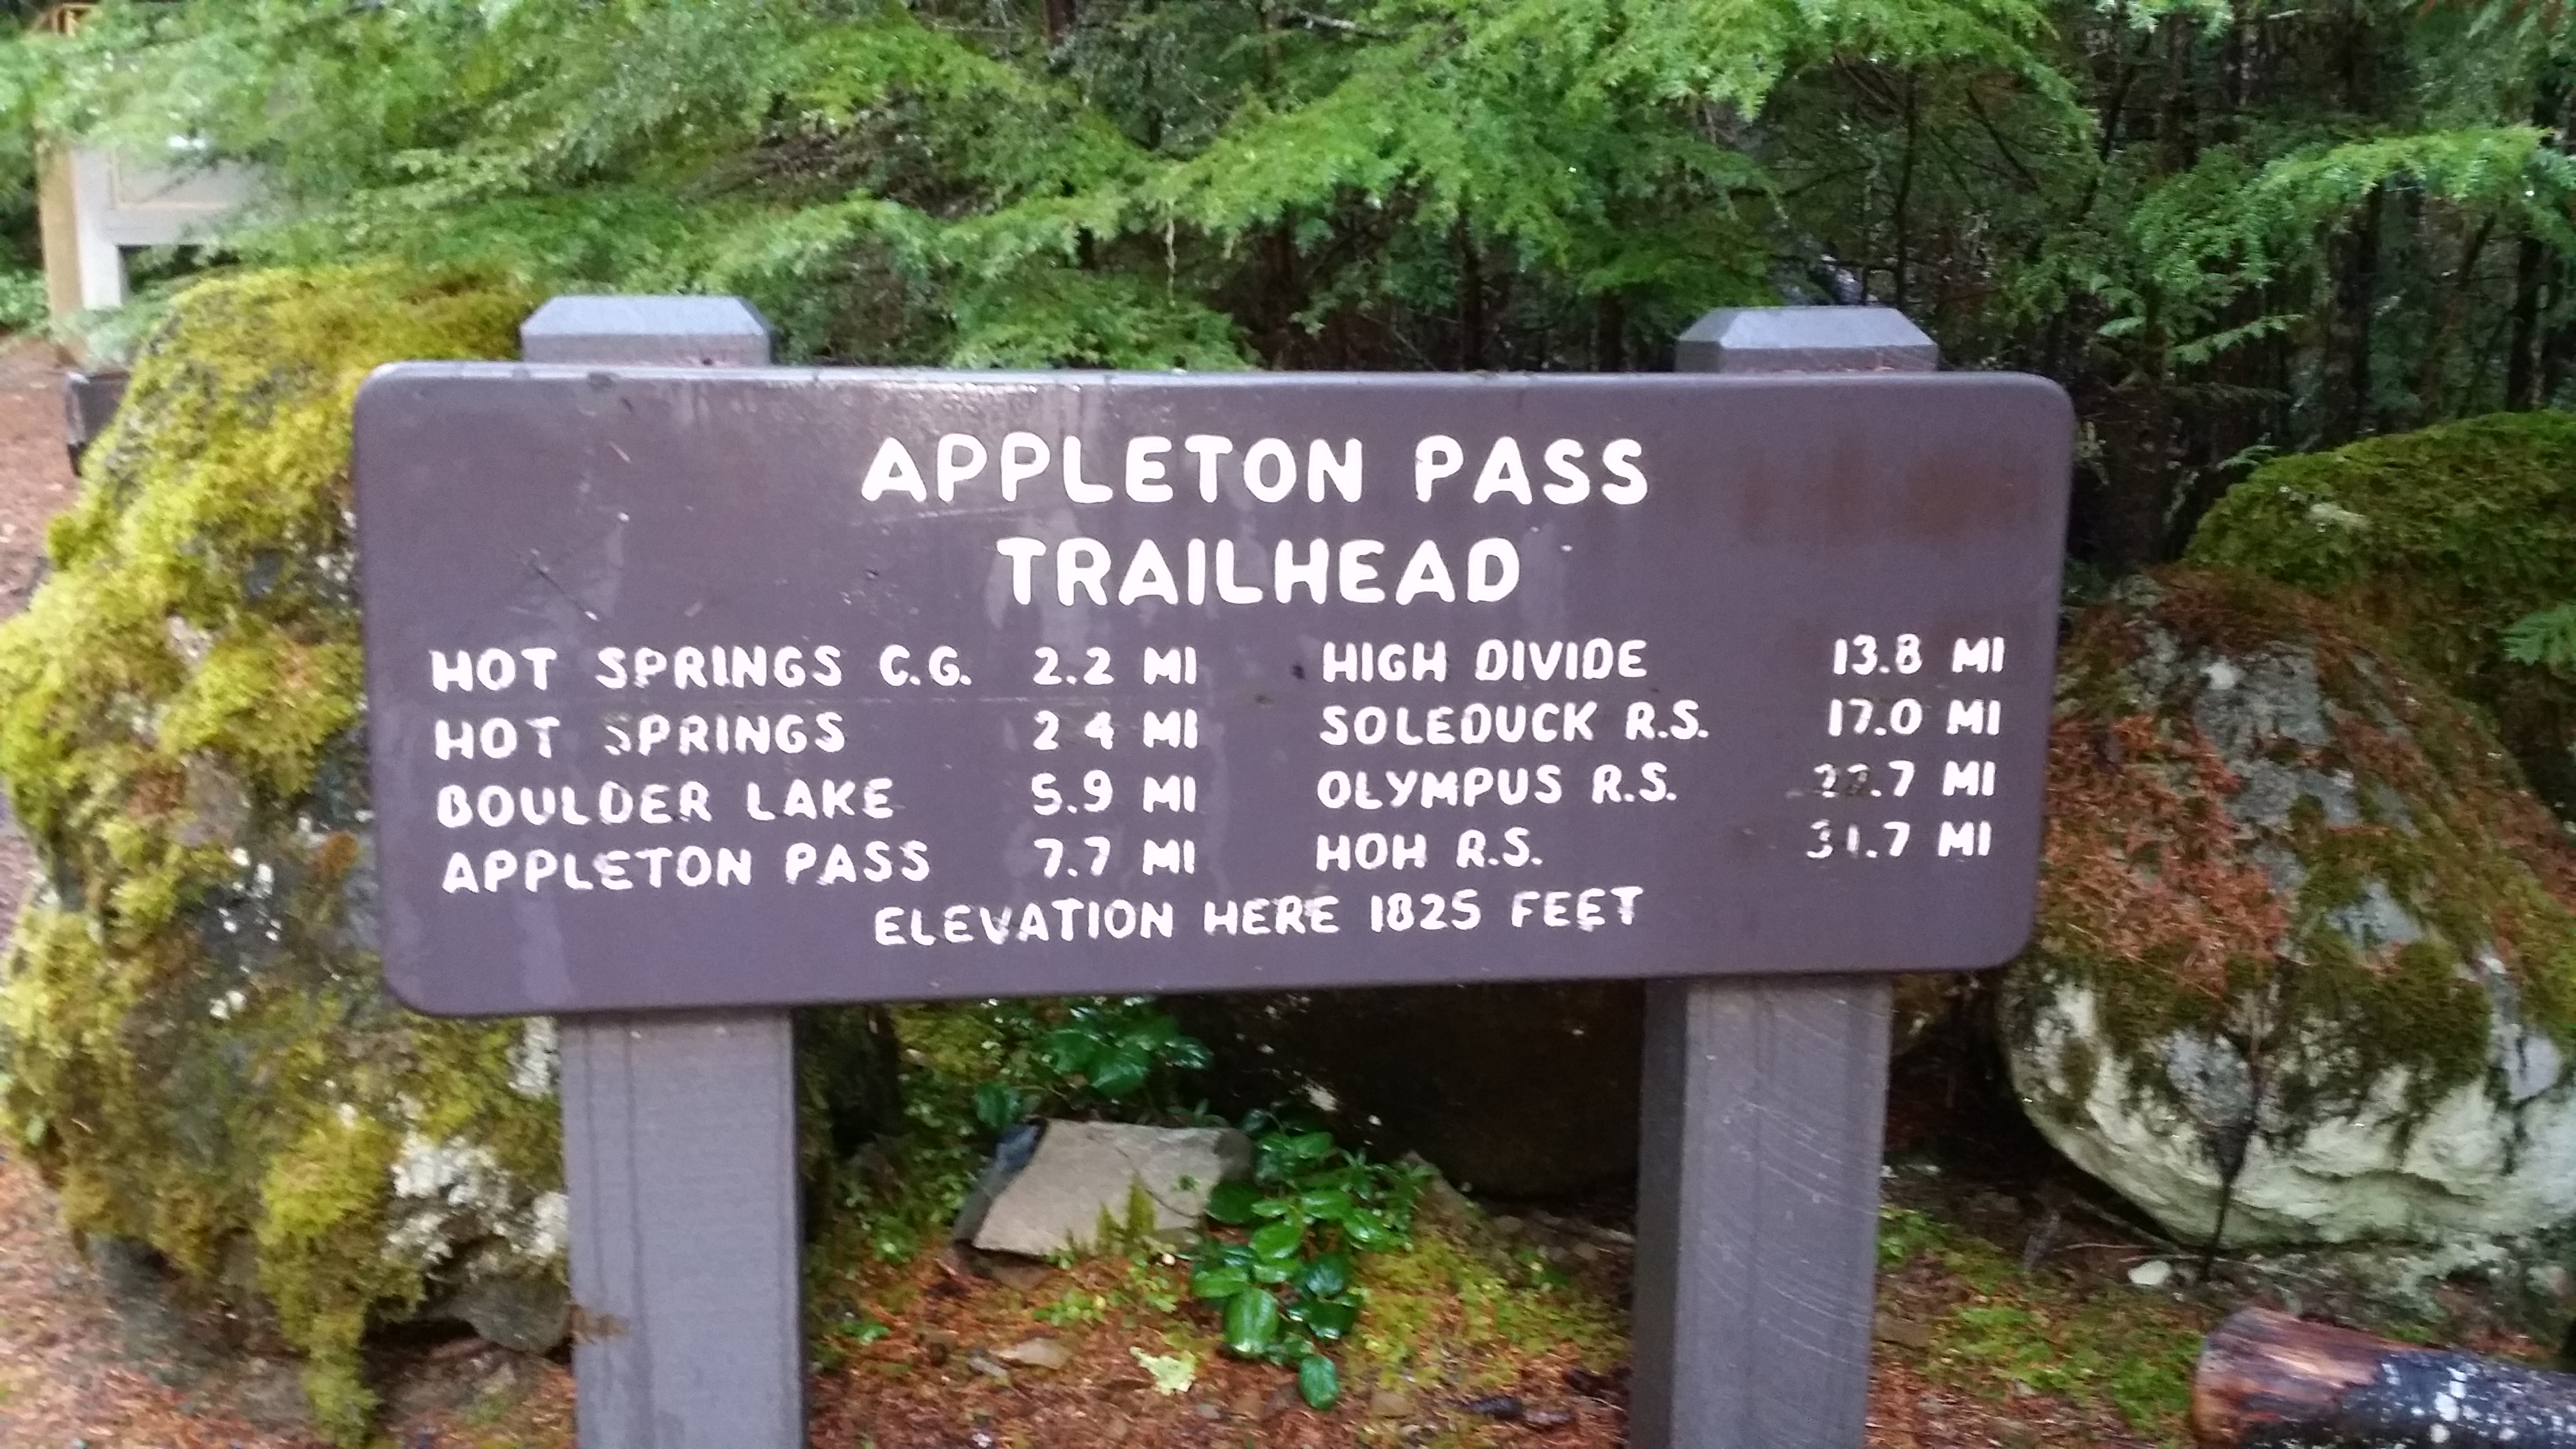 APPLETON PASS
TRAILHEAD
HOT SPRINGS C.G. 2.2 MI
HOT SPRINGS 2 4 MI
BOULDER LAKE 5.9 MI
APPLETON PASS 7.7 MI
HIGH DIVIDE 13.8 MI
SOLEDUCK R.S. 17.0 MI
OLYMPUS R.S. MI
HOH R.S. 31.7 MI
ELEVATION HERE 1825 FEET